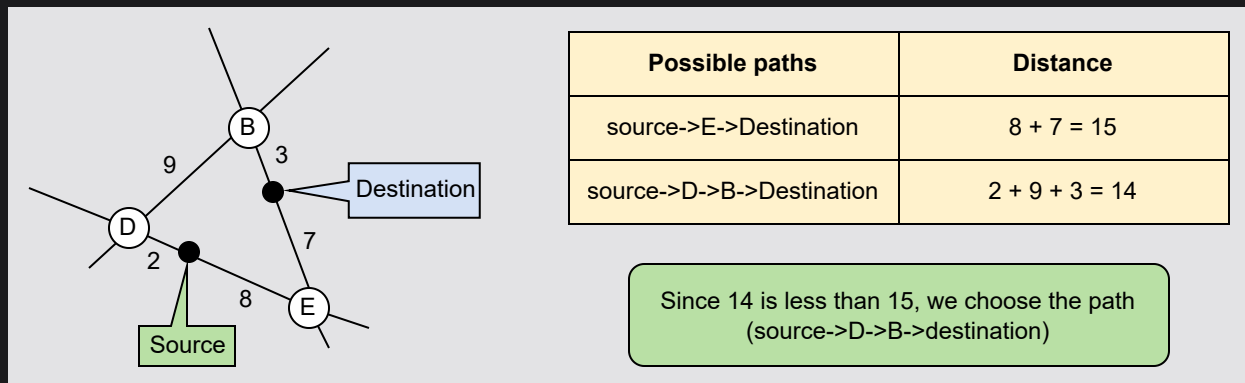 B
9
3
Destination
D
2
7
8
E
Source
Possible paths
Distance
source->E->Destination
8 + 7 = 15
source->D->B->Destination
2 + 9 + 3 = 14
Since 14 is less than 15, we choose the path
(source->D->B->destination)